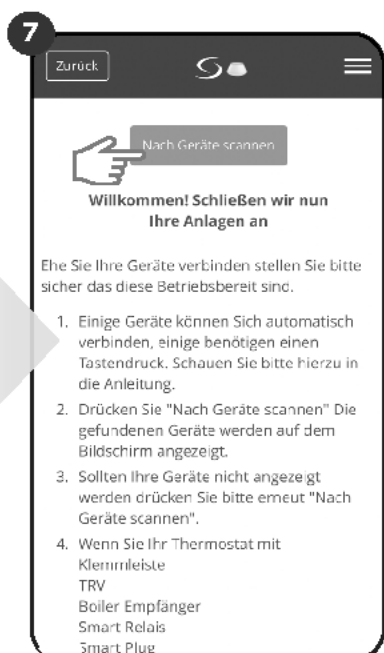 7
Zurück
Nach Geräte scannen
Willkommen! Schließen wir nun
Ihre Anlagen an
Ehe Sie Ihre Geräte verbinden stellen Sie bitte
sicher das diese Betriebsbereit sind.
1. Einige Geräte können Sich automatisch
verbinden, einige benötigen einen
Tastendruck. Schauen Sie bitte hierzu in
die Anleitung.
2. Drücken Sie "Nach Geräte scannen" Die
gefundenen Geräte werden auf dem
Bildschirm angezeigt.
3. Sollten Ihre Geräte nicht angezeigt
werden drücken Sie bitte erneut "Nach
Geräte scannen".
4. Wenn Sie Ihr Thermostat mit
Klemmleiste
TRV
Boiler Empfänger
Smart Relais
Smart Plug